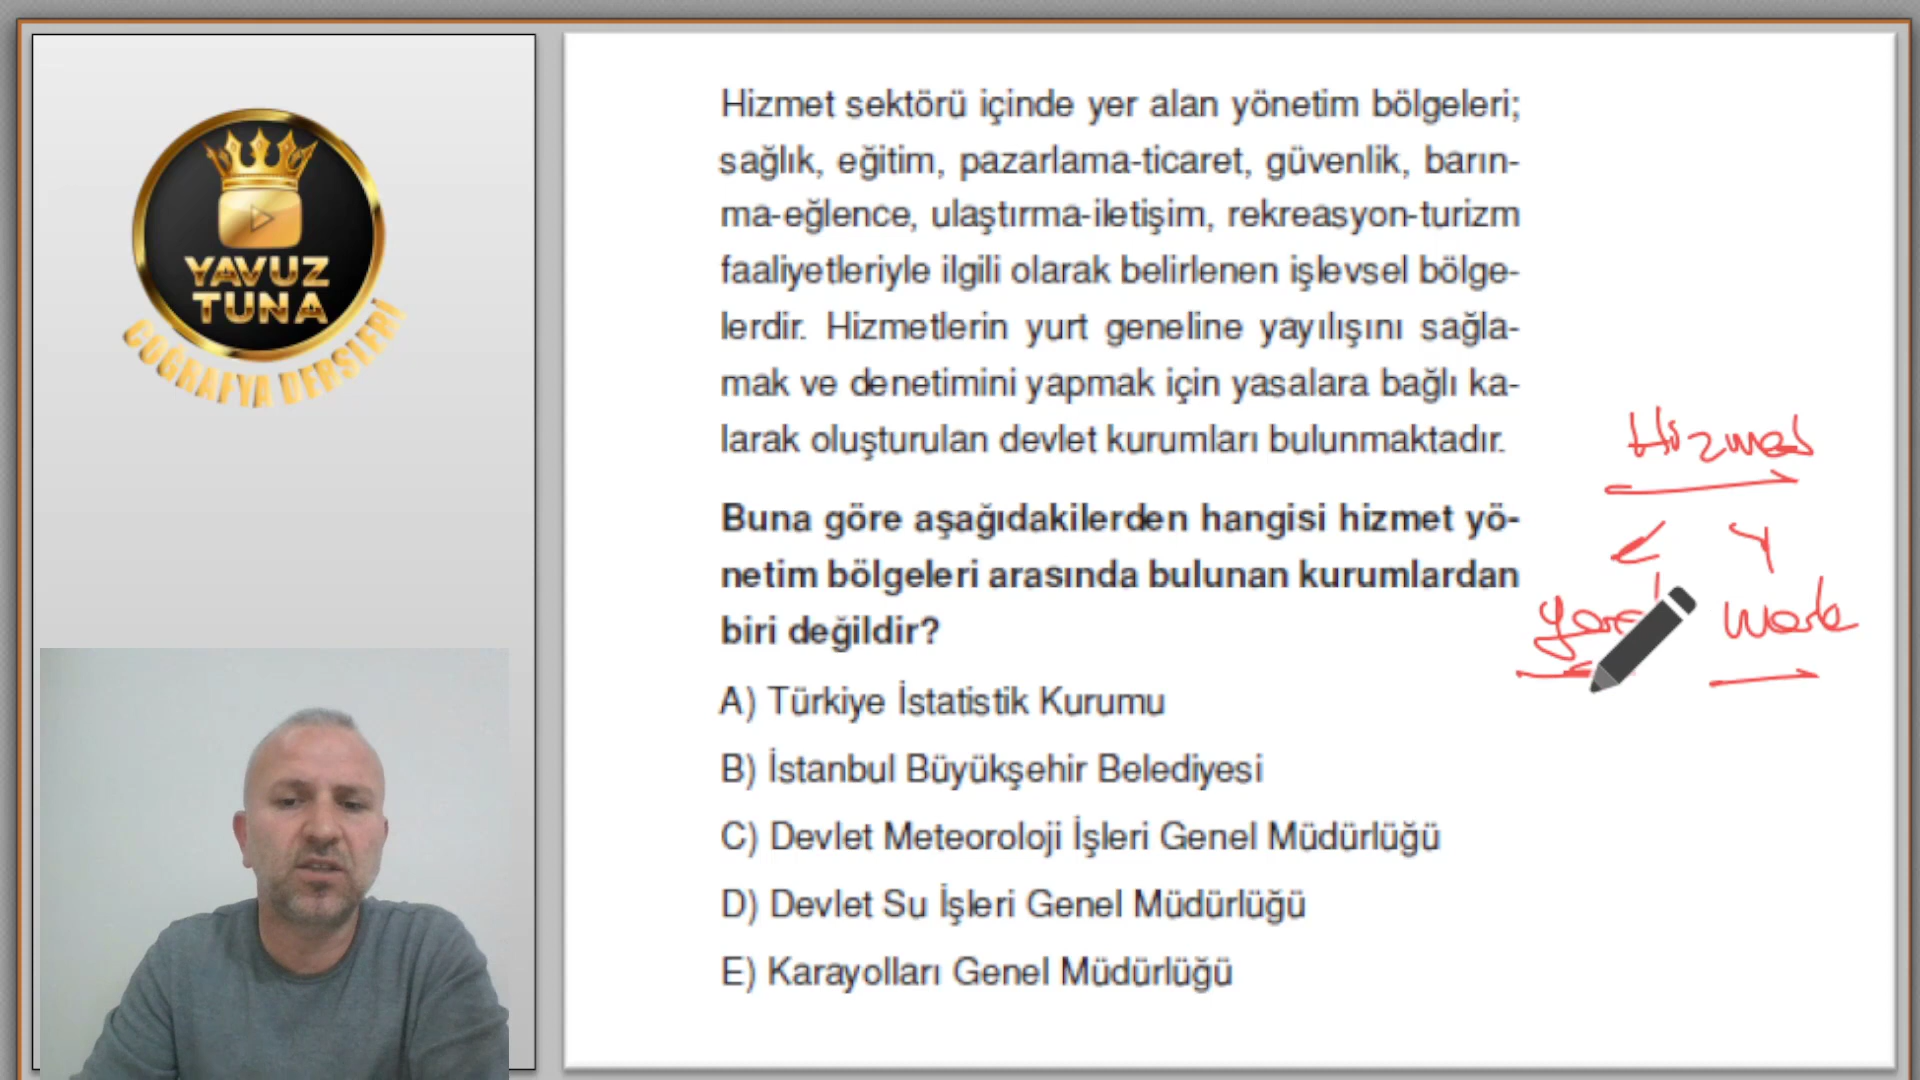 YAVUZ
TUNA
COĞRAFYA DERSLERİ
Hizmet sektörü içinde yer alan yönetim bölgeleri;
sağlık, eğitim, pazarlama-ticaret, güvenlik, barın-
ma-eğlence, ulaştırma-iletişim, rekreasyon-turizm
faaliyetleriyle ilgili olarak belirlenen işlevsel bölge-
lerdir. Hizmetlerin yurt geneline yayılışını sağla-
mak ve denetimini yapmak için yasalara bağlı ka-
larak oluşturulan devlet kurumları bulunmaktadır.
Buna göre aşağıdakilerden hangisi hizmet yö-
netim bölgeleri arasında bulunan kurumlardan
biri değildir?
A) Türkiye İstatistik Kurumu
B) İstanbul Büyükşehir Belediyesi
C) Devlet Meteoroloji İşleri Genel Müdürlüğü
D) Devlet Su İşleri Genel Müdürlüğü
E) Karayolları Genel Müdürlüğü
Hizmet